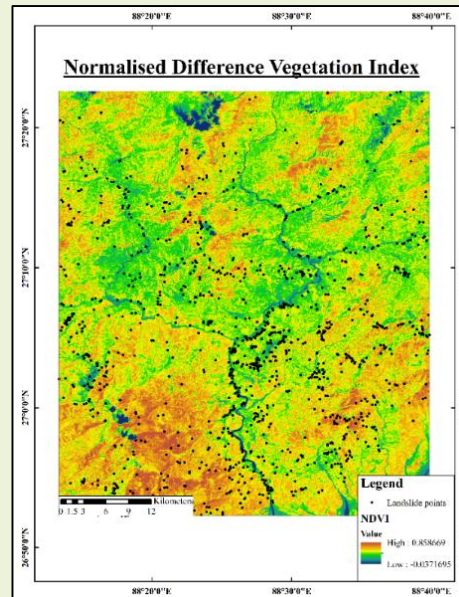 88°20'0"E 88°30'0"E 88°40'0"E
Normalised Difference Vegetation Index
27°20'0"N
27°10'0"N
27°0'0"N
26°50'0"N
Legend
• Landslide points
NDVI
Value
High : 0.858669
Low : -0.0371695
Kilometers
0 1.5 3 6 9 12
88°20'0"E 88°30'0"E 88°40'0"E